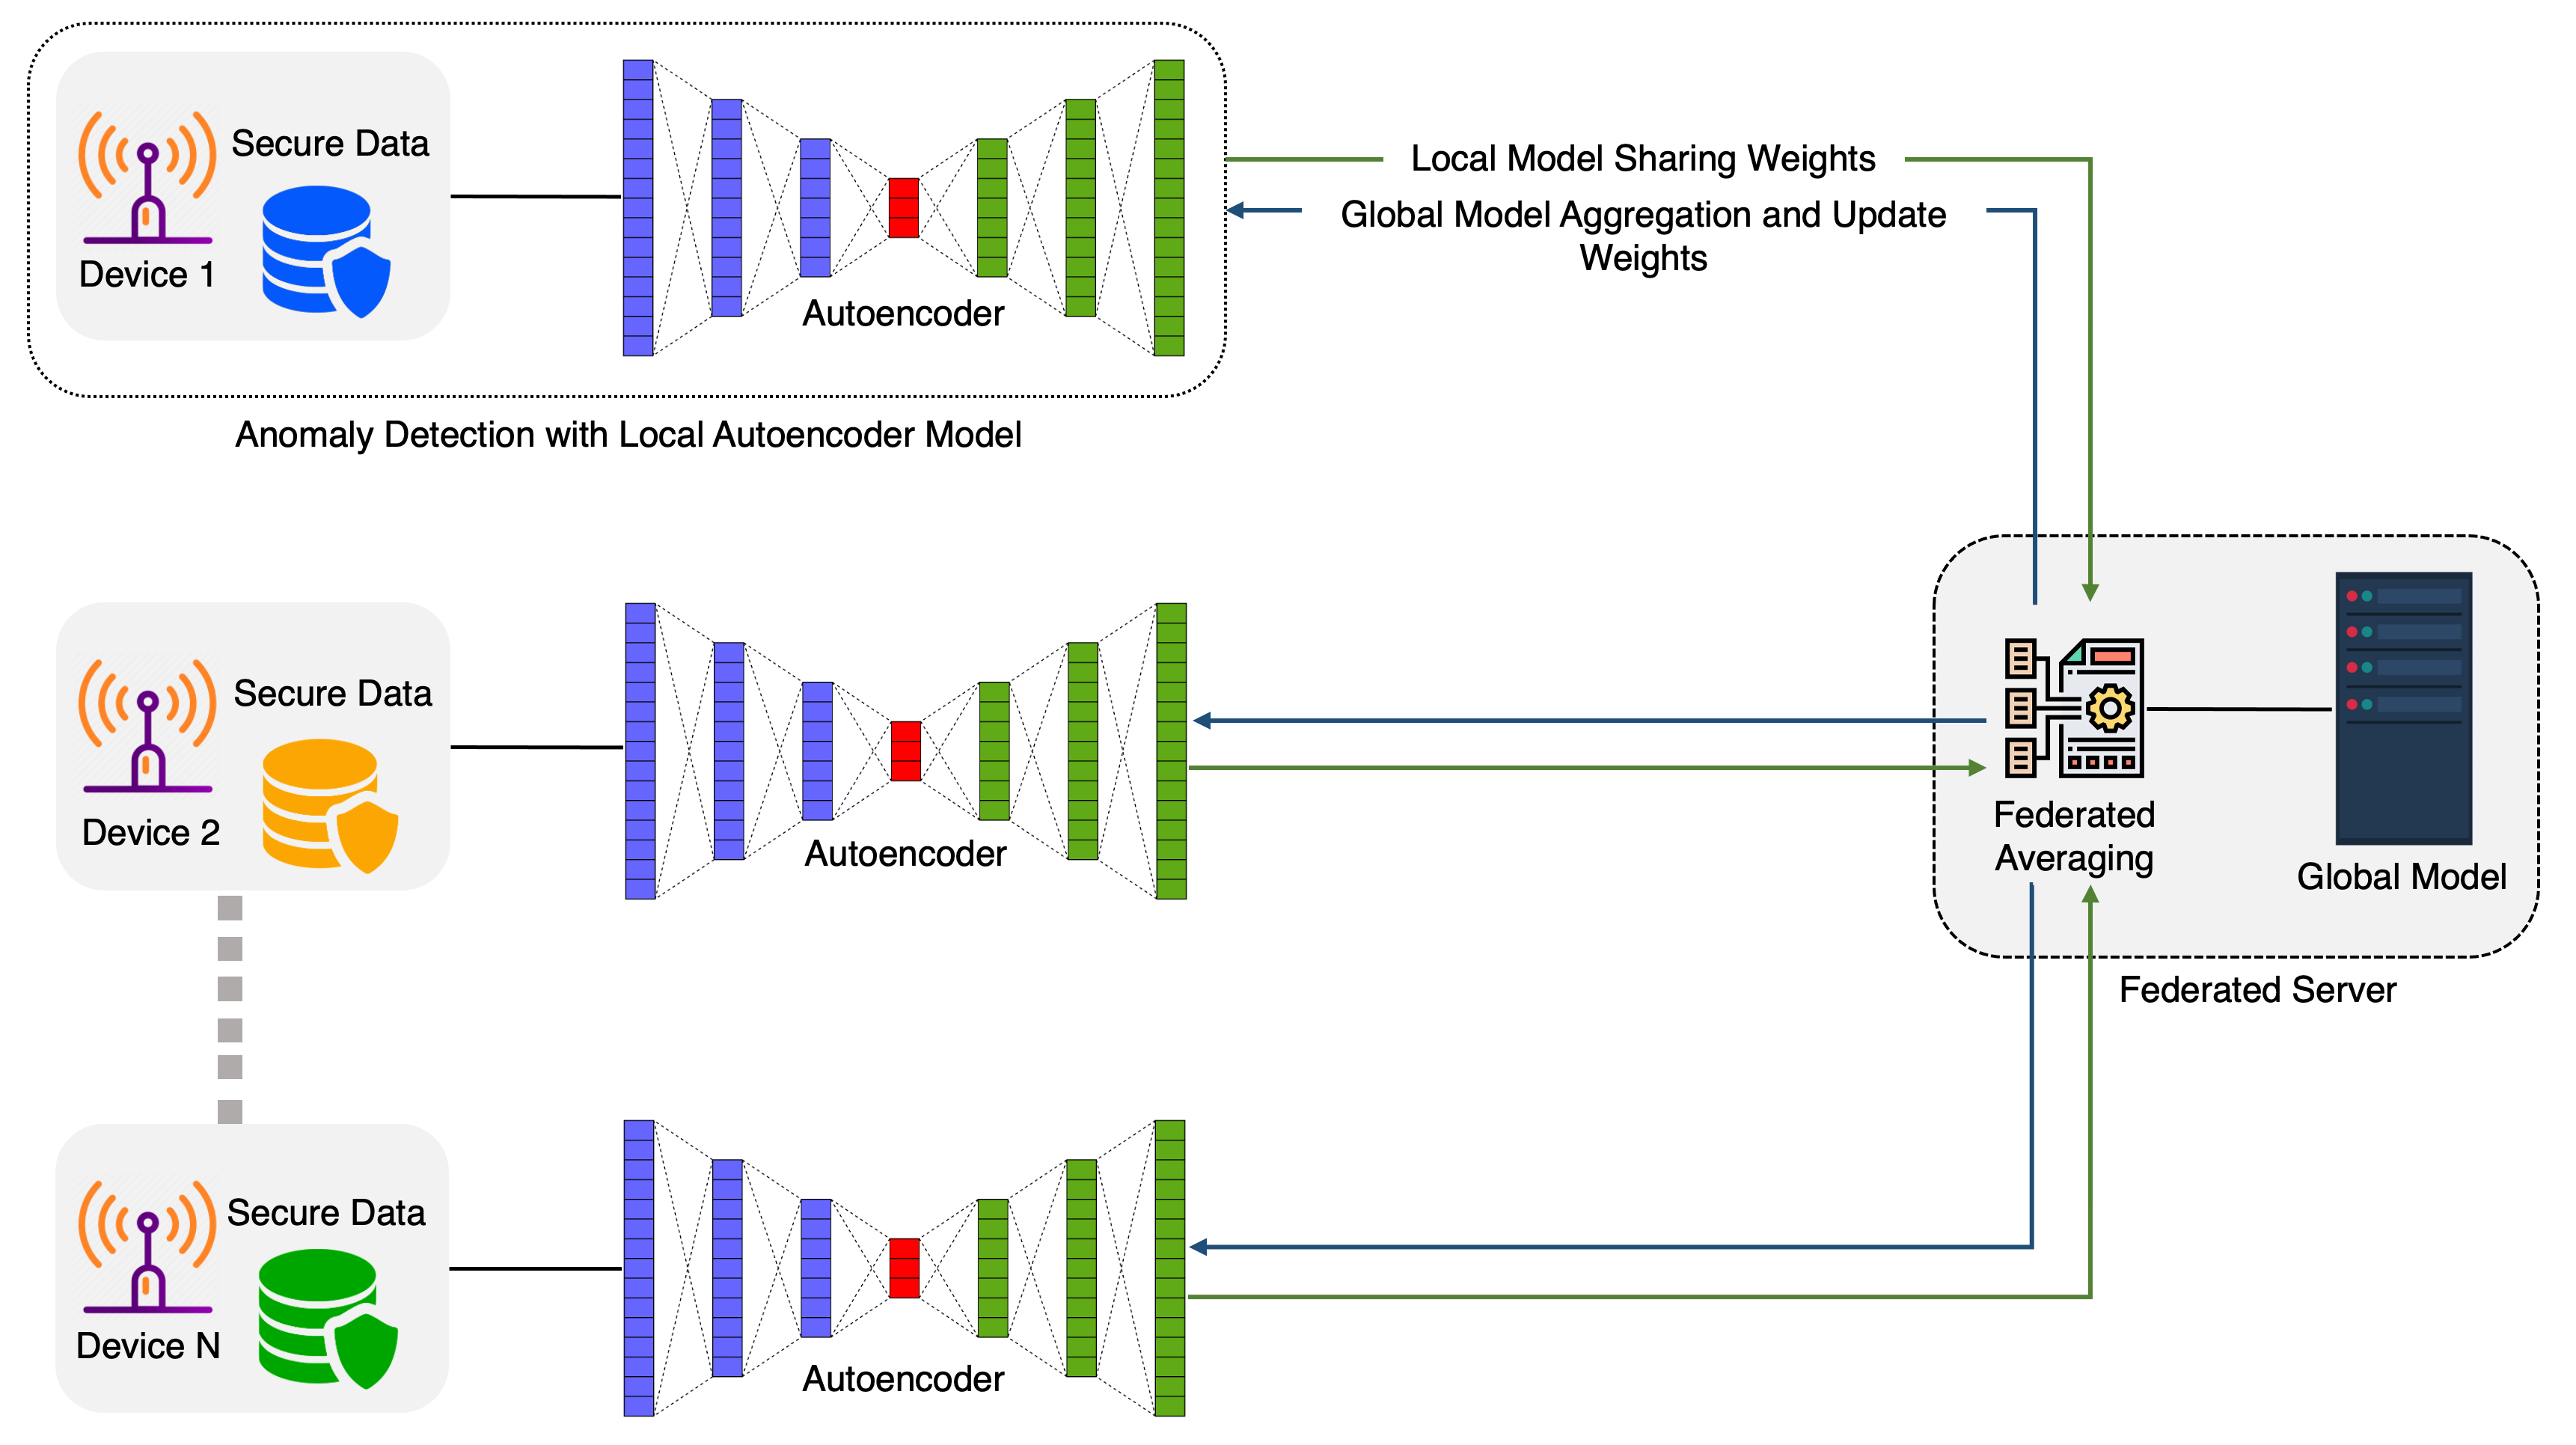 Secure Data
Device 1
Autoencoder
Anomaly Detection with Local Autoencoder Model
Local Model Sharing Weights
Global Model Aggregation and Update
Weights
Secure Data
Device 2
Autoencoder
Federated
Averaging
Global Model
Federated Server
Secure Data
Device N
Autoencoder